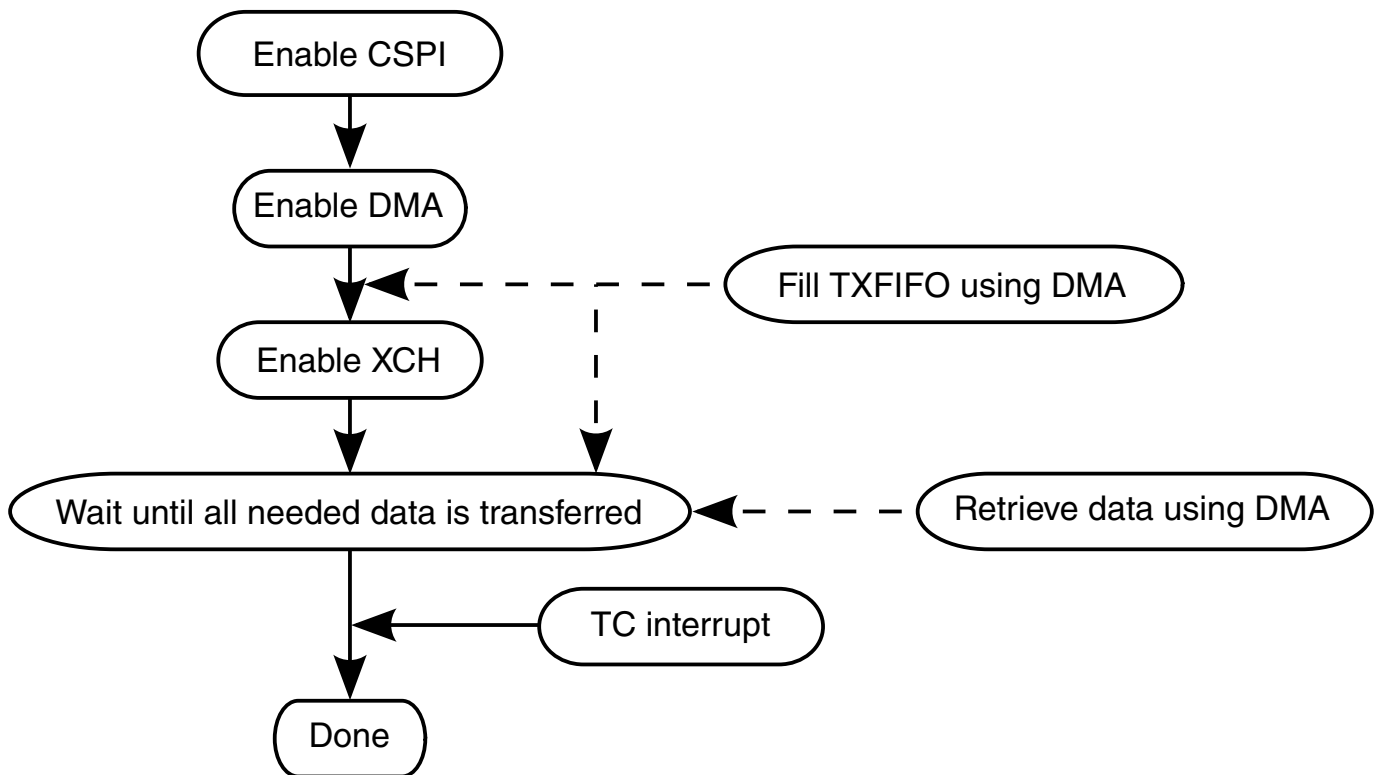 Enable CSPI
Enable DMA
Fill TXFIFO using DMA
Enable XCH
Wait until all needed data is transferred
Retrieve data using DMA
TC interrupt
Done